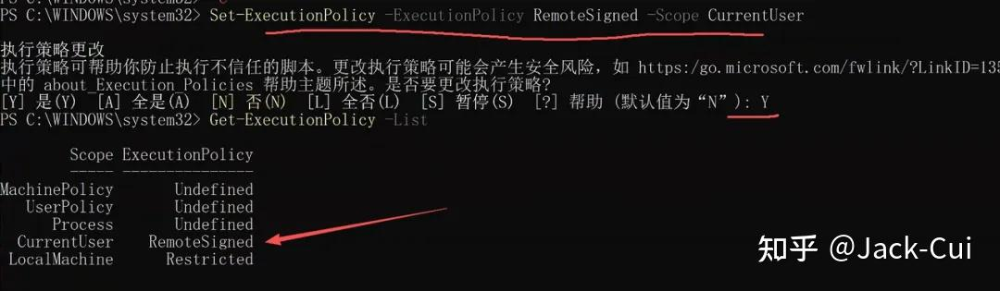 PS C:\WINDOWS\system32> Set-ExecutionPolicy -ExecutionPolicy RemoteSigned -Scope CurrentUser
执行策略更改
执行策略可帮助你防止执行不信任的脚本。更改执行策略可能会产生安全风险，如 https:/go.microsoft.com/fwlink/?LinkID=135
中的 about_Execution_Policies 帮助主题所述。是否要更改执行策略?
[Y] 是(Y) [A] 全是(A) [N] 否(N) [L] 全否(L) [S] 暂停(S) [?] 帮助 (默认值为“N”): Y
PS C:\WINDOWS\system32> Get-ExecutionPolicy -List
Scope ExecutionPolicy
----- ---------------
MachinePolicy Undefined
UserPolicy Undefined
Process Undefined
CurrentUser RemoteSigned
LocalMachine Restricted
知乎 @Jack-Cui